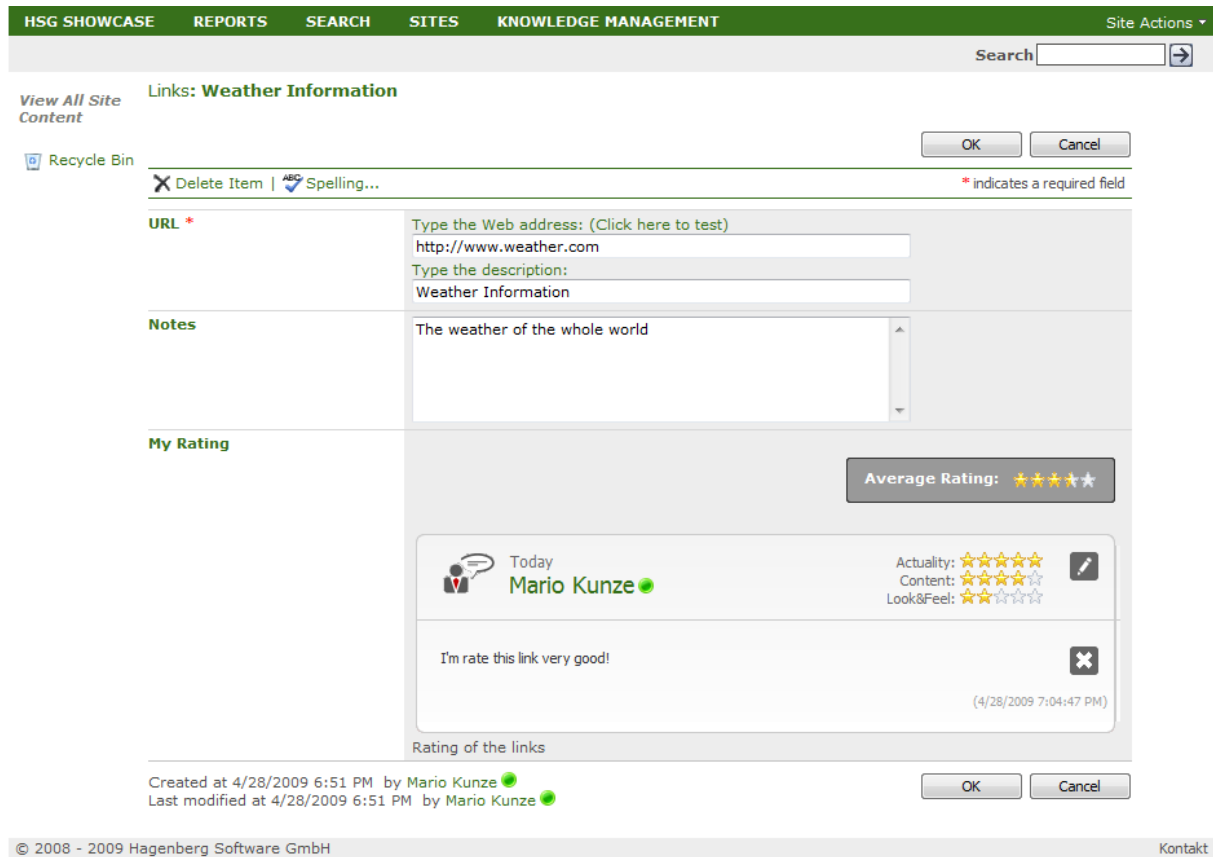 HSG SHOWCASE REPORTS SEARCH SITES KNOWLEDGE MANAGEMENT Site Actions
Search
View All Site
Content
Recycle Bin
Links: Weather Information
OK Cancel
Delete Item | ABC Spelling...
* indicates a required field
URL *
Type the Web address: (Click here to test)
http://www.weather.com
Type the description:
Weather Information
Notes
The weather of the whole world
My Rating
Average Rating:
Today
Mario Kunze
Actuality:
Content:
Look&Feel:
I'm rate this link very good!
(4/28/2009 7:04:47 PM)
Rating of the links
Created at 4/28/2009 6:51 PM by Mario Kunze
Last modified at 4/28/2009 6:51 PM by Mario Kunze
OK Cancel
© 2008 - 2009 Hagenberg Software GmbH Kontakt